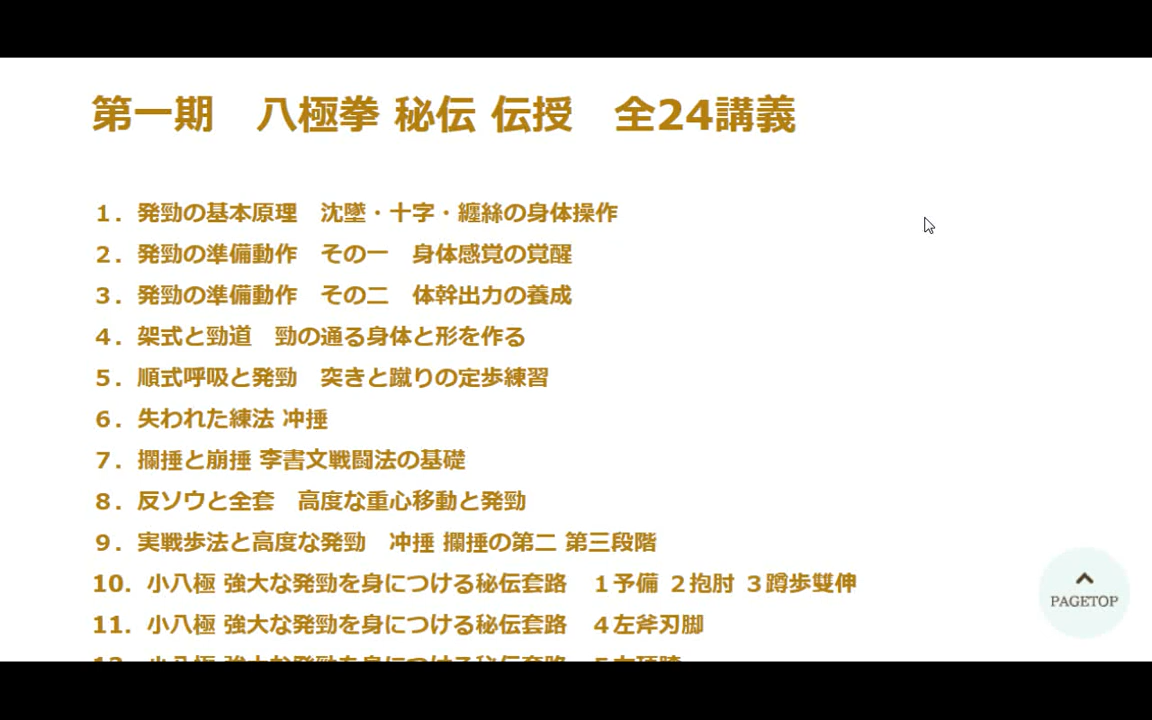 第一期　八極拳 秘伝 伝授　全24講義
１．発勁の基本原理　沈墜・十字・纏絲の身体操作
２．発勁の準備動作　その一　身体感覚の覚醒
３．発勁の準備動作　その二　体幹出力の養成
４．架式と勁道　勁の通る身体と形を作る
５．順式呼吸と発勁　突きと蹴りの定歩練習
６．失われた練法 冲捶
７．攔捶と崩捶 李書文戦闘法の基礎
８．反ソウと全套　高度な重心移動と発勁
９．実戦歩法と高度な発勁　冲捶 攔捶の第二 第三段階
10．小八極 強大な発勁を身につける秘伝套路　１予備 ２抱肘 ３蹲歩雙伸
PAGETOP
11．小八極 強大な発勁を身につける秘伝套路　４左斧刃脚
12．小八極 強大な発勁を身につける秘伝套路